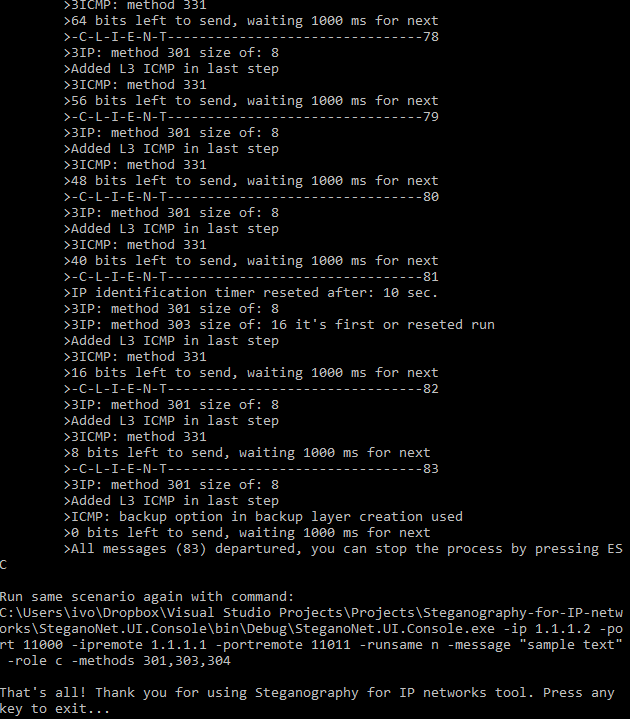 >3ICMP: method 331
>64 bits left to send, waiting 1000 ms for next
>-C-L-I-E-N-T--------------------------------78
>3IP: method 301 size of: 8
>Added L3 ICMP in last step
>3ICMP: method 331
>56 bits left to send, waiting 1000 ms for next
>-C-L-I-E-N-T--------------------------------79
>3IP: method 301 size of: 8
>Added L3 ICMP in last step
>3ICMP: method 331
>48 bits left to send, waiting 1000 ms for next
>-C-L-I-E-N-T--------------------------------80
>3IP: method 301 size of: 8
>Added L3 ICMP in last step
>3ICMP: method 331
>40 bits left to send, waiting 1000 ms for next
>-C-L-I-E-N-T--------------------------------81
>IP identification timer reseted after: 10 sec.
>3IP: method 301 size of: 8
>3IP: method 303 size of: 16 it's first or reseted run
>Added L3 ICMP in last step
>3ICMP: method 331
>16 bits left to send, waiting 1000 ms for next
>-C-L-I-E-N-T--------------------------------82
>3IP: method 301 size of: 8
>Added L3 ICMP in last step
>3ICMP: method 331
>8 bits left to send, waiting 1000 ms for next
>-C-L-I-E-N-T--------------------------------83
>3IP: method 301 size of: 8
>Added L3 ICMP in last step
>ICMP: backup option in backup layer creation used
>0 bits left to send, waiting 1000 ms for next
>All messages (83) departured, you can stop the process by pressing ES
C
Run same scenario again with command:
C:\Users\ivo\Dropbox\Visual Studio Projects\Projects\Steganography-for-IP-netw
orks\SteganoNet.UI.Console\bin\Debug\SteganoNet.UI.Console.exe -ip 1.1.1.2 -po
rt 11000 -ipremote 1.1.1.1 -portremote 11011 -runsame n -message "sample text"
-role c -methods 301,303,304
That's all! Thank you for using Steganography for IP networks tool. Press any
key to exit...